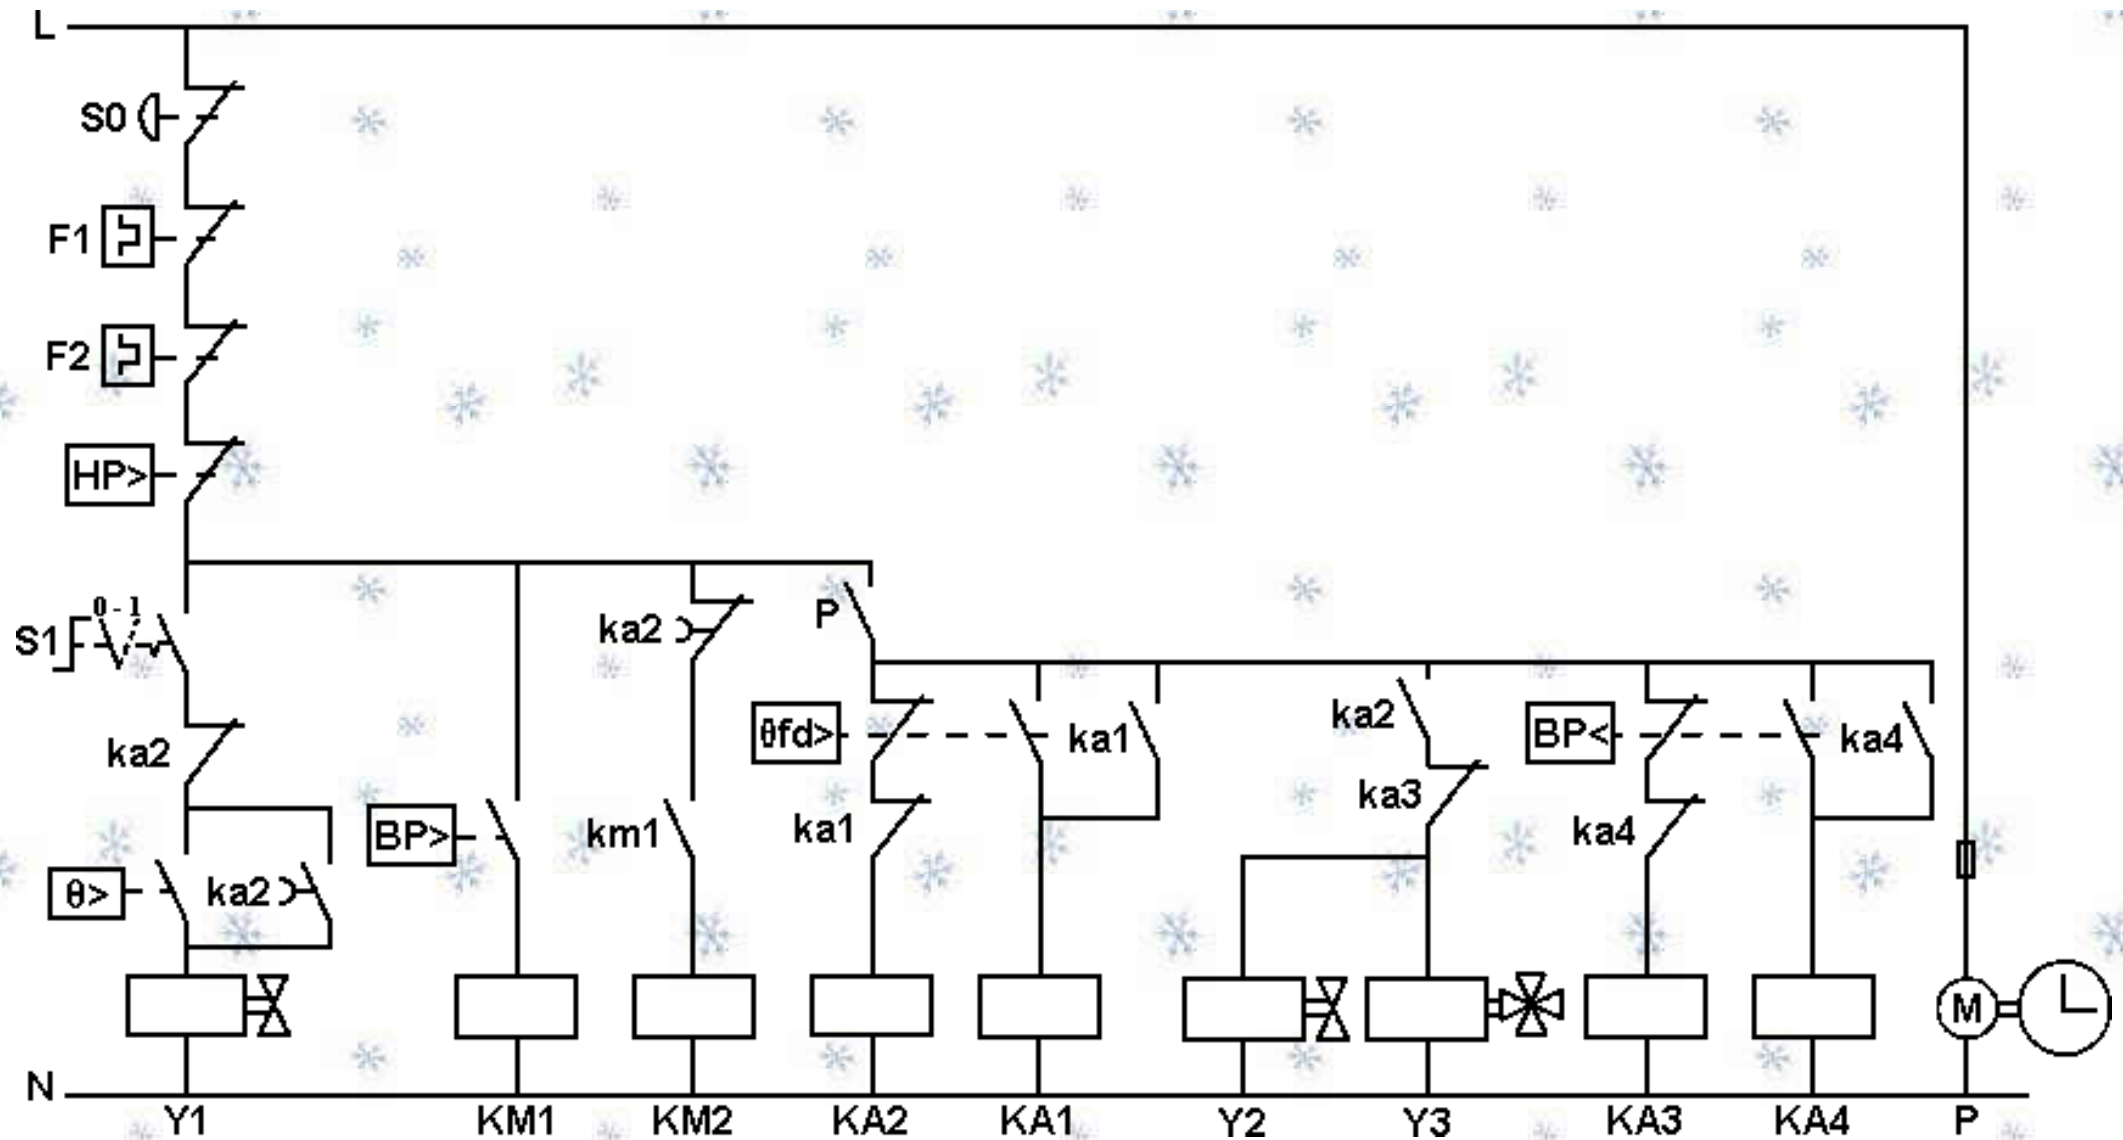 L
S0
F1
F2
HP>
0-1
S1
ka2
P
ka2
θfd>
ka1
ka2
BP<
ka4
ka3
BP>
km1
ka1
ka4
θ>
ka2
M
N
Y1 KM1 KM2 KA2 KA1 Y2 Y3 KA3 KA4 P